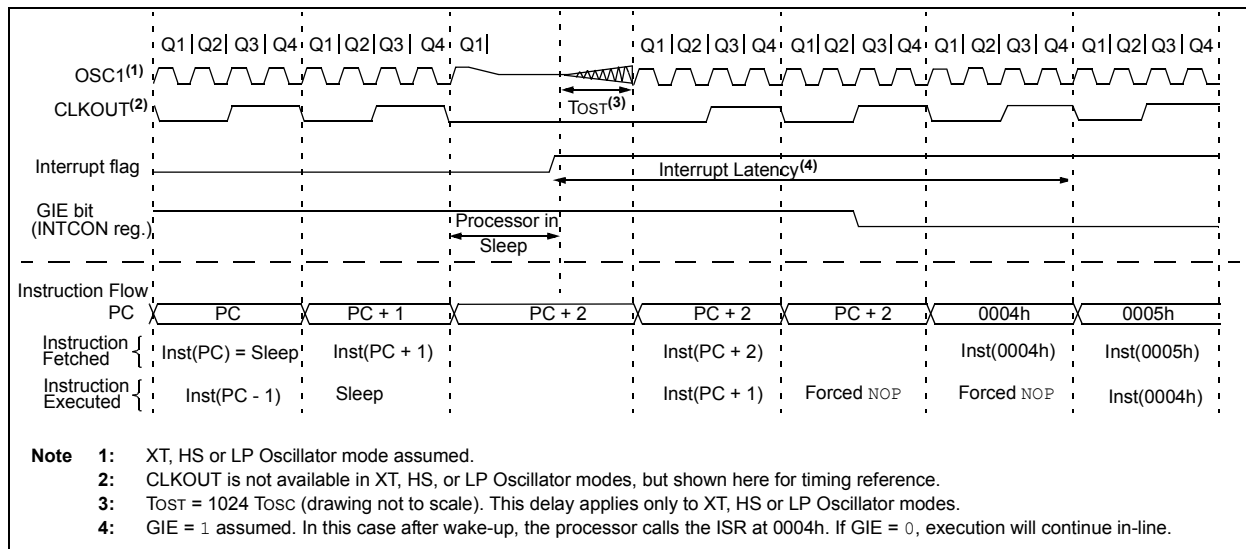 Q1 Q2 Q3 Q4 Q1 Q2 Q3 Q4 Q1 Q1 Q2 Q3 Q4 Q1 Q2 Q3 Q4 Q1 Q2 Q3 Q4 Q1 Q2 Q3 Q4
OSC1(1)
CLKOUT(2)
TOST(3)
Interrupt flag
Interrupt Latency(4)
GIE bit
(INTCON reg.)
Processor in
Sleep
Instruction Flow
PC PC PC + 1 PC + 2 PC + 2 PC + 2 0004h 0005h
Instruction
Fetched
Inst(PC) = Sleep Inst(PC + 1) Inst(PC + 2) Inst(0004h) Inst(0005h)
Instruction
Executed
Inst(PC - 1) Sleep Inst(PC + 1) Forced NOP Forced NOP Inst(0004h)
Note 1: XT, HS or LP Oscillator mode assumed.
2: CLKOUT is not available in XT, HS, or LP Oscillator modes, but shown here for timing reference.
3: TOST = 1024 TOSC (drawing not to scale). This delay applies only to XT, HS or LP Oscillator modes.
4: GIE = 1 assumed. In this case after wake-up, the processor calls the ISR at 0004h. If GIE = 0, execution will continue in-line.